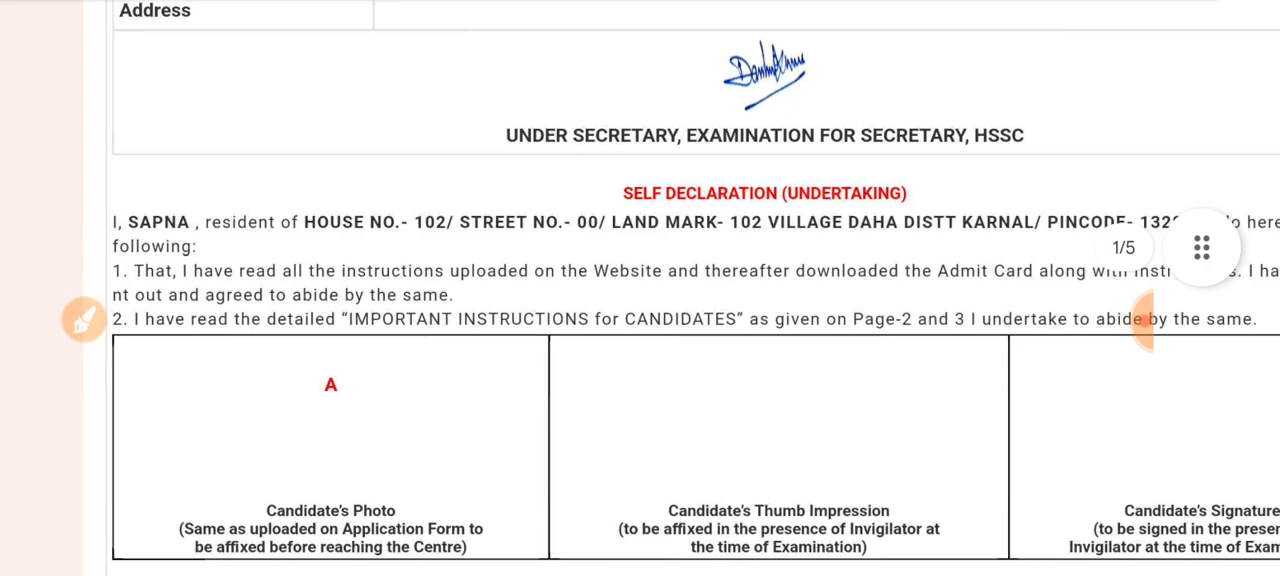 Address
UNDER SECRETARY, EXAMINATION FOR SECRETARY, HSSC
SELF DECLARATION (UNDERTAKING)
I, SAPNA , resident of HOUSE NO.- 102/ STREET NO.- 00/ LAND MARK- 102 VILLAGE DAHA DISTT KARNAL/ PINCODE- 132 here
following:
1/5
1. That, I have read all the instructions uploaded on the Website and thereafter downloaded the Admit Card along with I ha
nt out and agreed to abide by the same.
2. I have read the detailed “IMPORTANT INSTRUCTIONS for CANDIDATES” as given on Page-2 and 3 I undertake to abide by the same.
A
Candidate's Photo
(Same as uploaded on Application Form to
be affixed before reaching the Centre)
Candidate's Thumb Impression
(to be affixed in the presence of Invigilator at
the time of Examination)
Candidate's Signature
(to be signed in the presen
Invigilator at the time of Exam